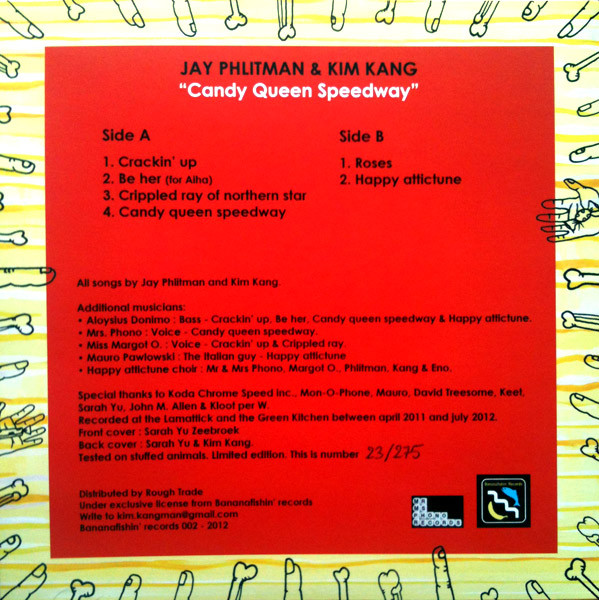 JAY PHLITMAN & KIM KANG
“Candy Queen Speedway”
Side A
1. Crackin' up
2. Be her (for Alha)
3. Crippled ray of northern star
4. Candy queen speedway
Side B
1. Roses
2. Happy attictune
All songs by Jay Phlitman and Kim Kang.
Additional musicians:
• Aloysius Donimo : Bass - Crackin' up, Be her, Candy queen speedway & Happy attictune.
• Mrs. Phono : Voice - Candy queen speedway.
• Miss Margot O. : Voice - Crackin' up & Crippled ray.
• Mauro Pawlowski : The italian guy - Happy attictune
• Happy attictune choir : Mr & Mrs Phono, Margot O., Phlitman, Kang & Eno.
Special thanks to Koda Chrome Speed inc., Mon-O-Phone, Mauro, David Treesome, Keet,
Sarah Yu, John M. Allen & Kloot per W.
Recorded at the Lamattick and the Green Kitchen between april 2011 and july 2012.
Front cover : Sarah Yu Zeebroek
Back cover : Sarah Yu & Kim Kang.
Tested on stuffed animals. Limited edition. This is number 23/275
Distributed by Rough Trade
Under exclusive license from Bananafishin' records
Write to kim.kangman@gmail.com
Bananafishin' records 002 - 2012
MR
MRS
PHONO
RECORDS
Bananafishin' Records